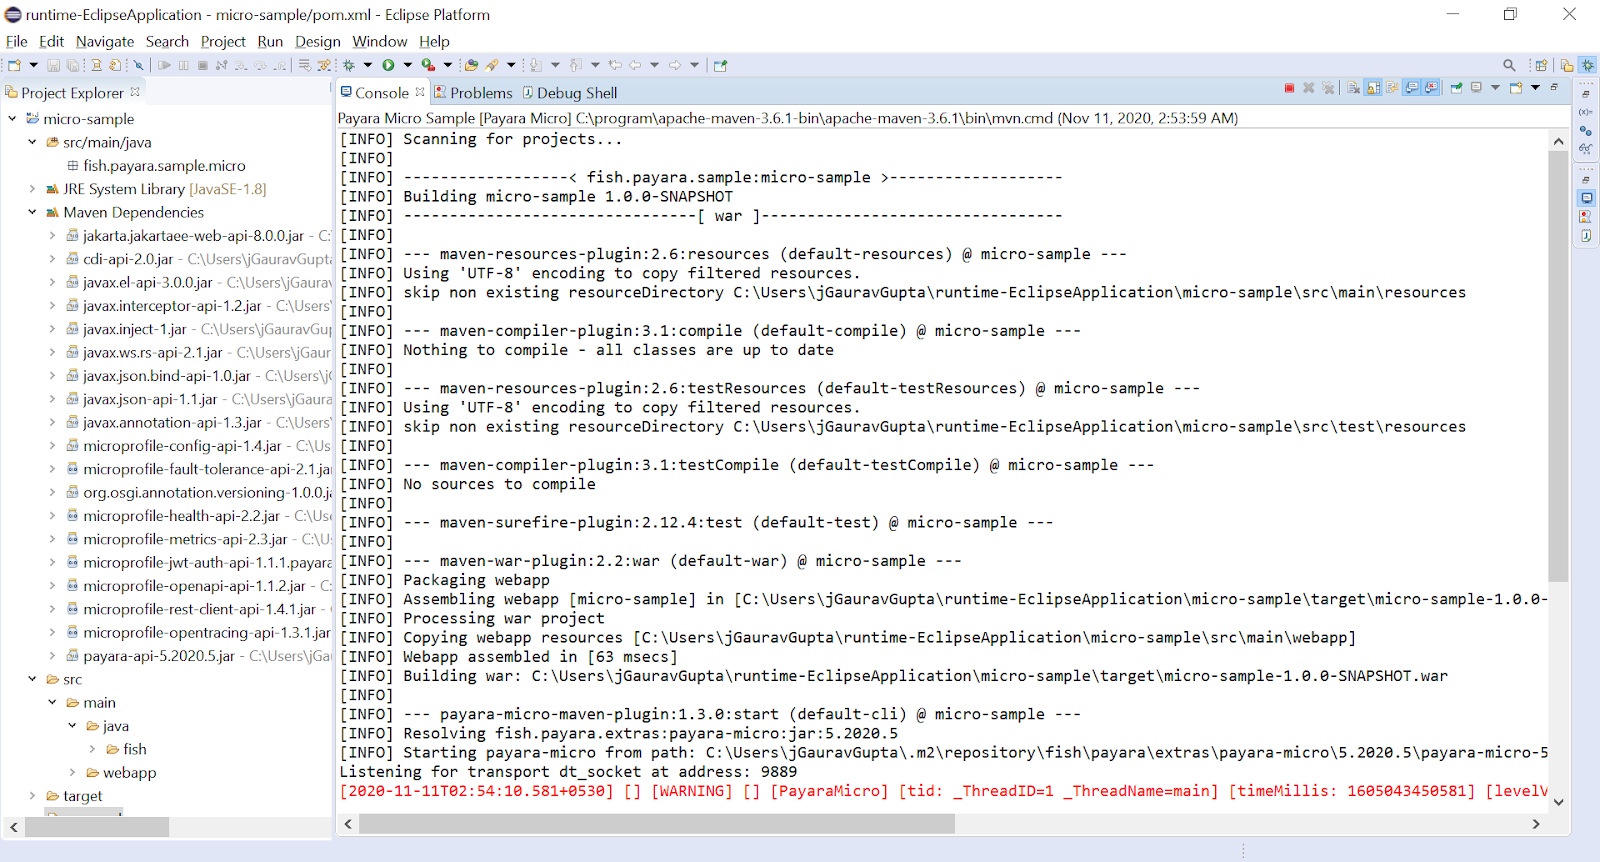 runtime-EclipseApplication - micro-sample/pom.xml - Eclipse Platform
File Edit Navigate Search Project Run Design Window Help
Project Explorer
micro-sample
src/main/java
fish.payara.sample.micro
JRE System Library [JavaSE-1.8]
Maven Dependencies
jakarta.jakartaee-web-api-8.0.0.jar - C:
cdi-api-2.0.jar - C:\Users\jGauravGupta
javax.el-api-3.0.0.jar - C:\Users\jGaurav
javax.interceptor-api-1.2.jar - C:\Users\
javax.inject-1.jar - C:\Users\jGauravGup
javax.ws.rs-api-2.1.jar - C:\Users\jGaur
javax.json.bind-api-1.0.jar - C:\Users\j
javax.json-api-1.1.jar - C:\Users\jGaura
javax.annotation-api-1.3.jar - C:\Users\
microprofile-config-api-1.4.jar - C:\Us
microprofile-fault-tolerance-api-2.1.jar
org.osgi.annotation.versioning-1.0.0.ja
microprofile-health-api-2.2.jar - C:\Us
microprofile-metrics-api-2.3.jar - C:\U
microprofile-jwt-auth-api-1.1.1.payara
microprofile-openapi-api-1.1.2.jar - C:
microprofile-rest-client-api-1.4.1.jar -
microprofile-opentracing-api-1.3.1.jar
payara-api-5.2020.5.jar - C:\Users\jGau
src
main
java
fish
webapp
target
Console Problems Debug Shell
Payara Micro Sample [Payara Micro] C:\program\apache-maven-3.6.1-bin\apache-maven-3.6.1\bin\mvn.cmd (Nov 11, 2020, 2:53:59 AM)
[INFO] Scanning for projects...
[INFO]
[INFO] ------------------< fish.payara.sample:micro-sample >-------------------
[INFO] Building micro-sample 1.0.0-SNAPSHOT
[INFO] --------------------------------[ war ]---------------------------------
[INFO]
[INFO] --- maven-resources-plugin:2.6:resources (default-resources) @ micro-sample ---
[INFO] Using 'UTF-8' encoding to copy filtered resources.
[INFO] skip non existing resourceDirectory C:\Users\jGauravGupta\runtime-EclipseApplication\micro-sample\src\main\resources
[INFO]
[INFO] --- maven-compiler-plugin:3.1:compile (default-compile) @ micro-sample ---
[INFO] Nothing to compile - all classes are up to date
[INFO]
[INFO] --- maven-resources-plugin:2.6:testResources (default-testResources) @ micro-sample ---
[INFO] Using 'UTF-8' encoding to copy filtered resources.
[INFO] skip non existing resourceDirectory C:\Users\jGauravGupta\runtime-EclipseApplication\micro-sample\src\test\resources
[INFO]
[INFO] --- maven-compiler-plugin:3.1:testCompile (default-testCompile) @ micro-sample ---
[INFO] No sources to compile
[INFO]
[INFO] --- maven-surefire-plugin:2.12.4:test (default-test) @ micro-sample ---
[INFO]
[INFO] --- maven-war-plugin:2.2:war (default-war) @ micro-sample ---
[INFO] Packaging webapp
[INFO] Assembling webapp [micro-sample] in [C:\Users\jGauravGupta\runtime-EclipseApplication\micro-sample\target\micro-sample-1.0.0-
[INFO] Processing war project
[INFO] Copying webapp resources [C:\Users\jGauravGupta\runtime-EclipseApplication\micro-sample\src\main\webapp]
[INFO] Webapp assembled in [63 msecs]
[INFO] Building war: C:\Users\jGauravGupta\runtime-EclipseApplication\micro-sample\target\micro-sample-1.0.0-SNAPSHOT.war
[INFO]
[INFO] --- payara-micro-maven-plugin:1.3.0:start (default-cli) @ micro-sample ---
[INFO] Resolving fish.payara.extras:payara-micro:jar:5.2020.5
[INFO] Starting payara-micro from path: C:\Users\jGauravGupta\.m2\repository\fish\payara\extras\payara-micro\5.2020.5\payara-micro-5
Listening for transport dt_socket at address: 9889
[2020-11-11T02:54:10.581+0530] [] [WARNING] [] [PayaraMicro] [tid: _ThreadID=1 _ThreadName=main] [timeMillis: 1605043450581] [levelV